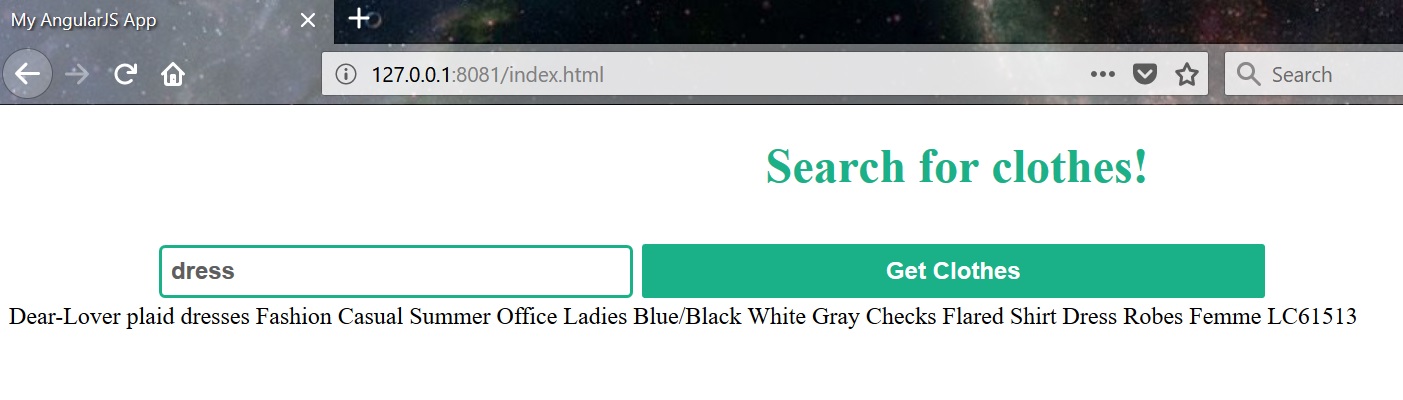 My AngularJS App
127.0.0.1:8081/index.html
Search
Search for clothes!
dress
Get Clothes
Dear-Lover plaid dresses Fashion Casual Summer Office Ladies Blue/Black White Gray Checks Flared Shirt Dress Robes Femme LC61513